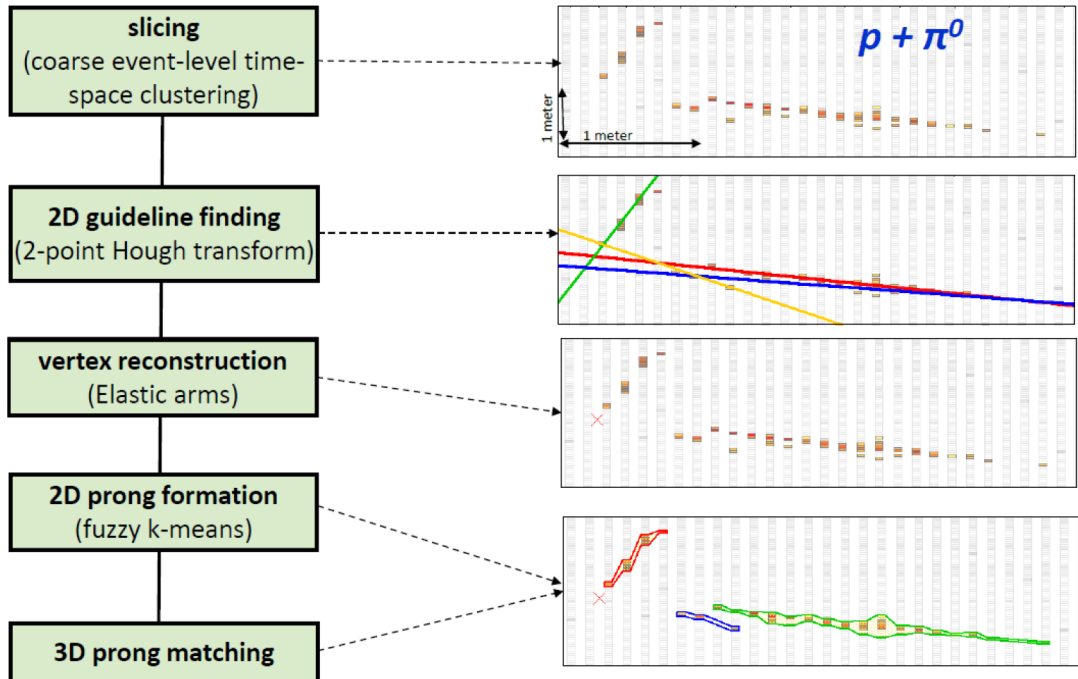 slicing
(coarse event-level time-
space clustering)
p + π⁰
1 meter
1 meter
2D guideline finding
(2-point Hough transform)
vertex reconstruction
(Elastic arms)
2D prong formation
(fuzzy k-means)
3D prong matching